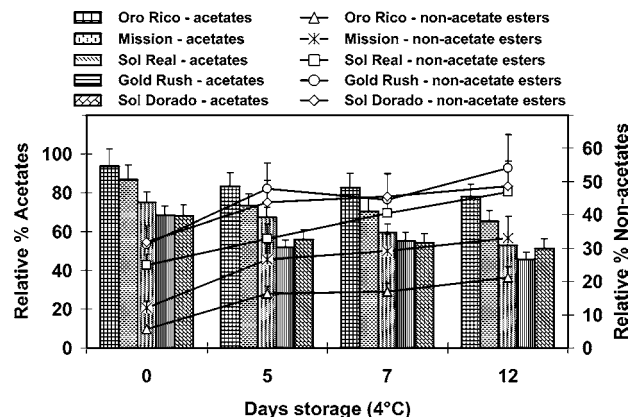 Oro Rico - acetates
Mission - acetates
Sol Real - acetates
Gold Rush - acetates
Sol Dorado - acetates
Oro Rico - non-acetate esters
Mission - non-acetate esters
Sol Real - non-acetate esters
Gold Rush - non-acetate esters
Sol Dorado - non-acetate esters
Relative % Acetates
100
80
60
40
20
0
60
50
40
30
20
10
0
Relative % Non-acetates
0 5 7 12
Days storage (4°C)